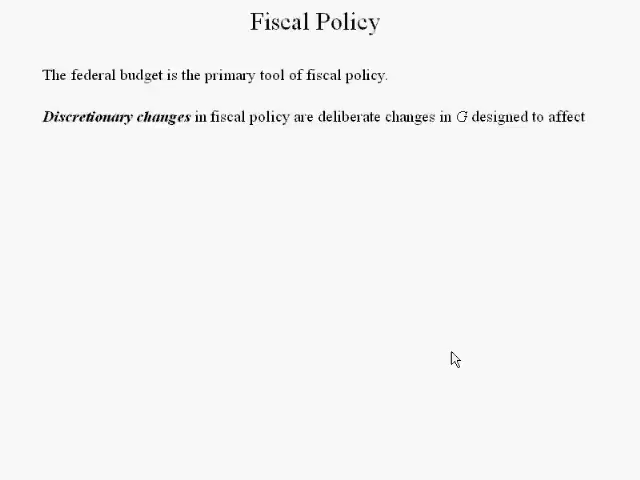 Fiscal Policy
The federal budget is the primary tool of fiscal policy.
Discretionary changes in fiscal policy are deliberate changes in G designed to affect